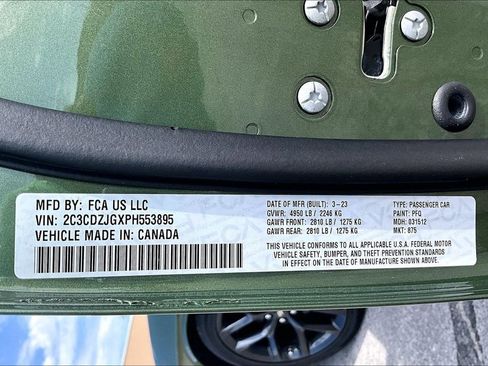 MFD BY: FCA US LLC
VIN: 2C3CDZJGXPH553895
VEHICLE MADE IN: CANADA
DATE OF MFR (BUILT): 3-23
GVWR: 4950 LB / 2246 KG
GAWR FRONT: 2810 LB / 1275 KG
GAWR REAR: 2810 LB / 1275 KG
TYPE: PASSENGER CAR
PAINT: PFQ
MDH: 031512
MKT: 875
THIS VEHICLE CONFORMS TO ALL APPLICABLE U.S.A. FEDERAL MOTOR
VEHICLE SAFETY, BUMPER, AND THEFT PREVENTION STANDARDS
IN EFFECT ON THE DATE OF MANUFACTURE SHOWN ABOVE.